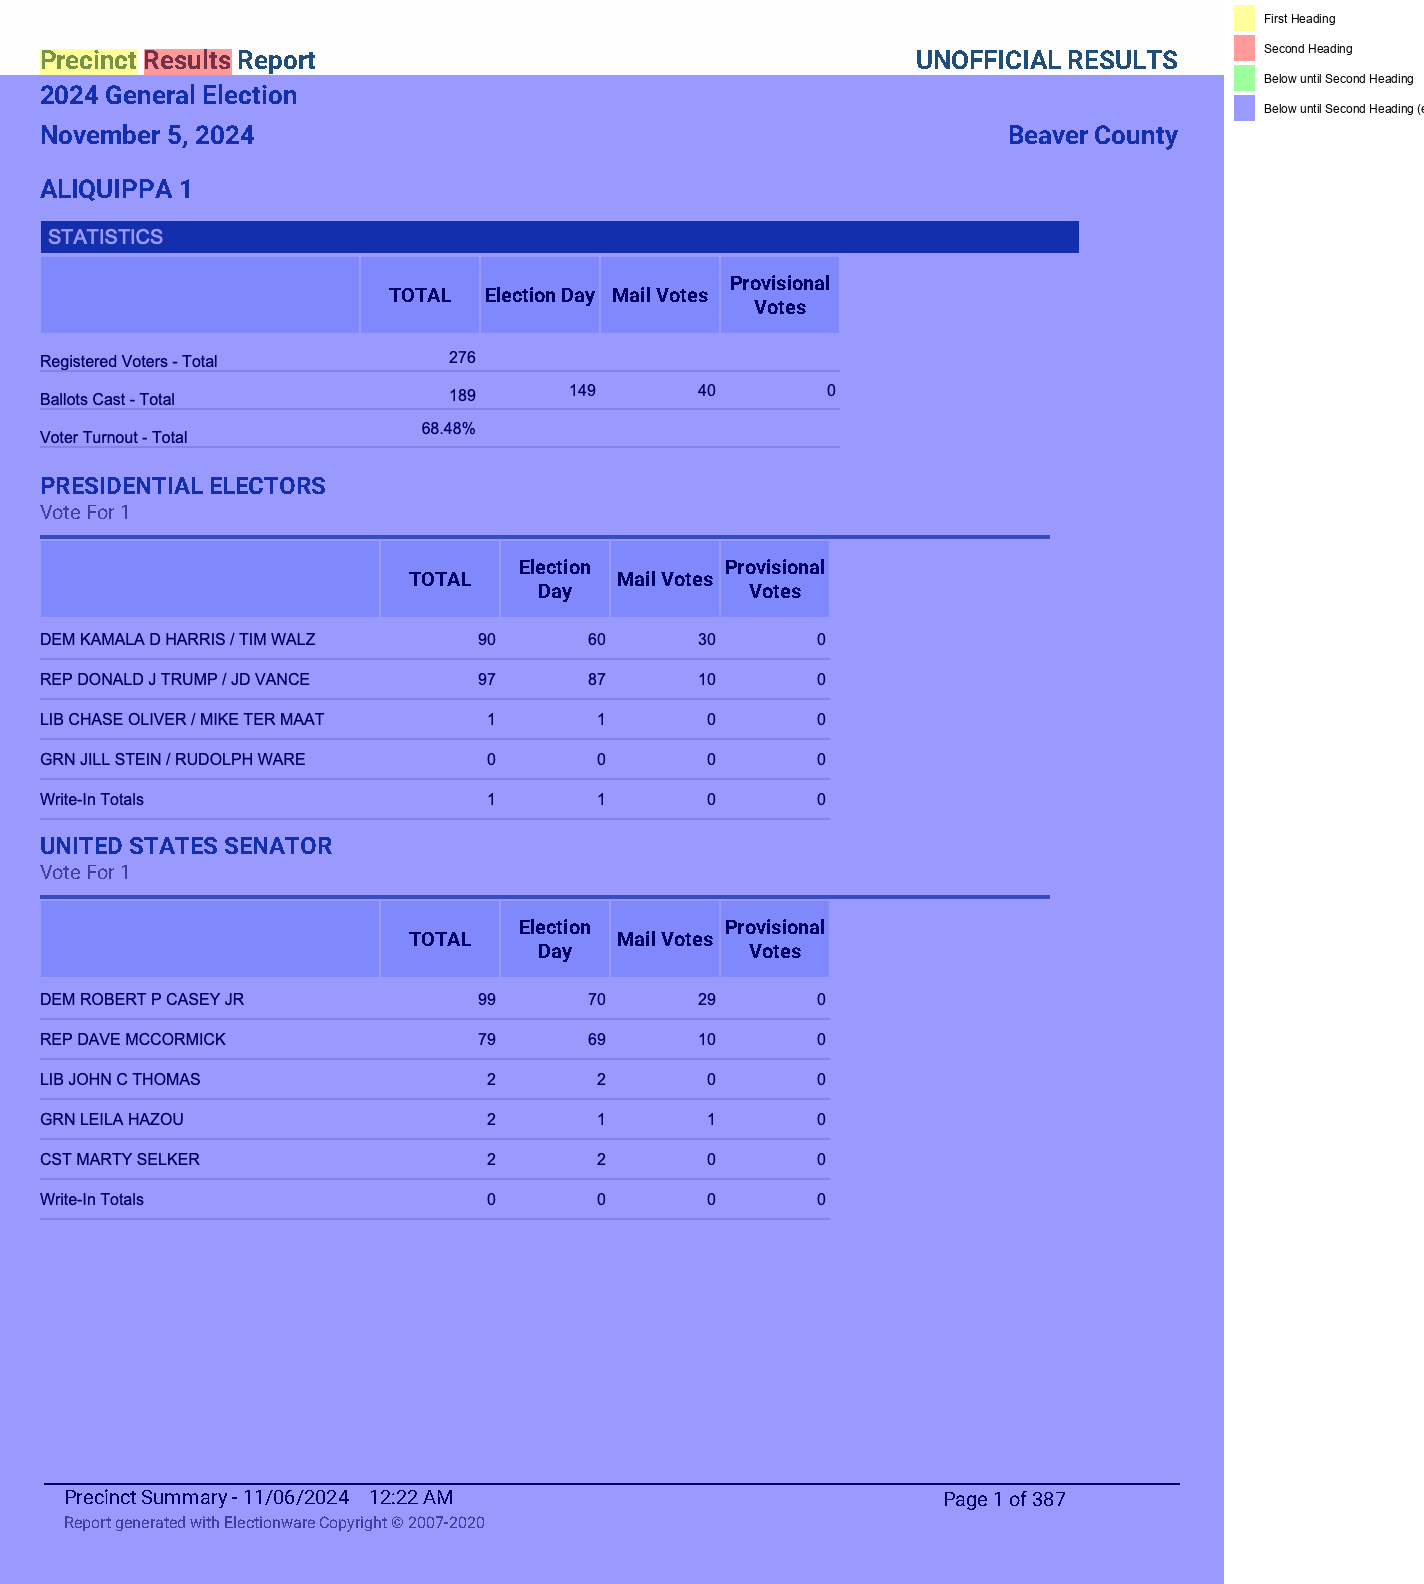 Precinct Results Report UNOFFICIAL RESULTS
2024 General Election
November 5, 2024 Beaver County
ALIQUIPPA 1
STATISTICS
TOTAL Election Day Mail Votes Provisional Votes
Registered Voters - Total 276
Ballots Cast - Total 189 149 40 0
Voter Turnout - Total 68.48%
PRESIDENTIAL ELECTORS
Vote For 1
TOTAL Election Day Mail Votes Provisional Votes
DEM KAMALA D HARRIS / TIM WALZ 90 60 30 0
REP DONALD J TRUMP / JD VANCE 97 87 10 0
LIB CHASE OLIVER / MIKE TER MAAT 1 1 0 0
GRN JILL STEIN / RUDOLPH WARE 0 0 0 0
Write-In Totals 1 1 0 0
UNITED STATES SENATOR
Vote For 1
TOTAL Election Day Mail Votes Provisional Votes
DEM ROBERT P CASEY JR 99 70 29 0
REP DAVE MCCORMICK 79 69 10 0
LIB JOHN C THOMAS 2 2 0 0
GRN LEILA HAZOU 2 1 1 0
CST MARTY SELKER 2 2 0 0
Write-In Totals 0 0 0 0
Precinct Summary - 11/06/2024 12:22 AM Page 1 of 387
Report generated with Electionware Copyright © 2007-2020
First Heading
Second Heading
Below until Second Heading
Below until Second Heading (e